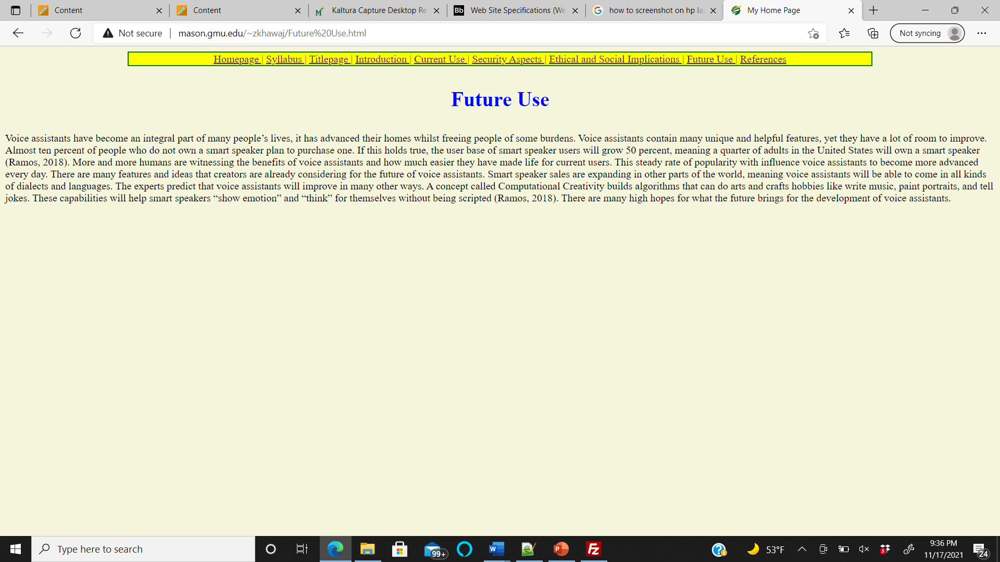 Content
Content
Kaltura Capture Desktop Re
Bb Web Site Specifications (We
how to screenshot on hp la
My Home Page
Not secure | mason.gmu.edu/~zkhawaj/Future%20Use.html
Not syncing
Homepage | Syllabus | Titlepage | Introduction | Current Use | Security Aspects | Ethical and Social Implications | Future Use | References
Future Use
Voice assistants have become an integral part of many people’s lives, it has advanced their homes whilst freeing people of some burdens. Voice assistants contain many unique and helpful features, yet they have a lot of room to improve.
Almost ten percent of people who do not own a smart speaker plan to purchase one. If this holds true, the user base of smart speaker users will grow 50 percent, meaning a quarter of adults in the United States will own a smart speaker
(Ramos, 2018). More and more humans are witnessing the benefits of voice assistants and how much easier they have made life for current users. This steady rate of popularity with influence voice assistants to become more advanced
every day. There are many features and ideas that creators are already considering for the future of voice assistants. Smart speaker sales are expanding in other parts of the world, meaning voice assistants will be able to come in all kinds
of dialects and languages. The experts predict that voice assistants will improve in many other ways. A concept called Computational Creativity builds algorithms that can do arts and crafts hobbies like write music, paint portraits, and tell
jokes. These capabilities will help smart speakers “show emotion” and “think” for themselves without being scripted (Ramos, 2018). There are many high hopes for what the future brings for the development of voice assistants.
Type here to search
99+
W
P
Fz
53°F
3
9:36 PM
11/17/2021
24